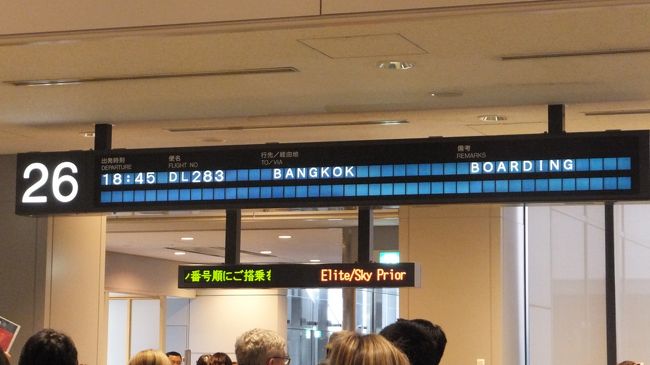 26
出発時刻 便名 行先/経由地 備考
DEPARTURE FLIGHT NO TO/VIA REMARKS
18:45 DL283 BANGKOK BOARDING
番号順にご搭乗を Elite/Sky Prior